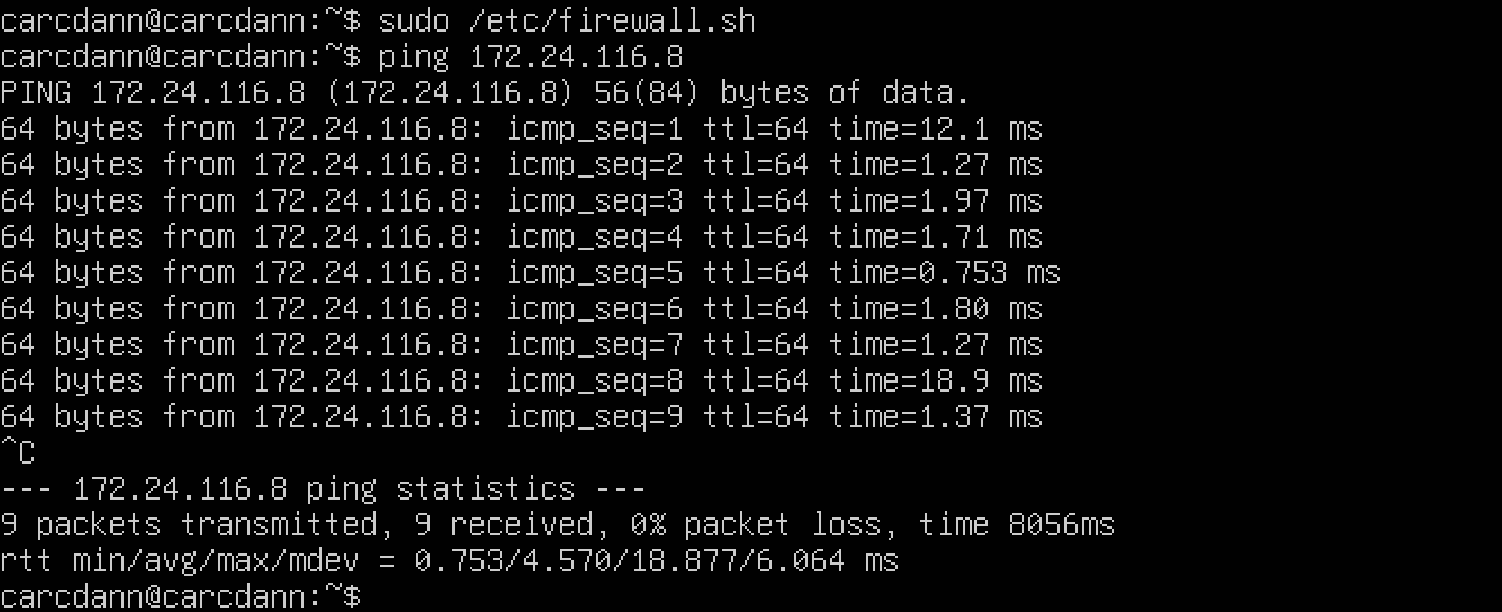 carcdann@carcdann:~$ sudo /etc/firewall.sh
carcdann@carcdann:~$ ping 172.24.116.8
PING 172.24.116.8 (172.24.116.8) 56(84) bytes of data.
64 bytes from 172.24.116.8: icmp_seq=1 ttl=64 time=12.1 ms
64 bytes from 172.24.116.8: icmp_seq=2 ttl=64 time=1.27 ms
64 bytes from 172.24.116.8: icmp_seq=3 ttl=64 time=1.97 ms
64 bytes from 172.24.116.8: icmp_seq=4 ttl=64 time=1.71 ms
64 bytes from 172.24.116.8: icmp_seq=5 ttl=64 time=0.753 ms
64 bytes from 172.24.116.8: icmp_seq=6 ttl=64 time=1.80 ms
64 bytes from 172.24.116.8: icmp_seq=7 ttl=64 time=1.27 ms
64 bytes from 172.24.116.8: icmp_seq=8 ttl=64 time=18.9 ms
64 bytes from 172.24.116.8: icmp_seq=9 ttl=64 time=1.37 ms
^C
--- 172.24.116.8 ping statistics ---
9 packets transmitted, 9 received, 0% packet loss, time 8056ms
rtt min/avg/max/mdev = 0.753/4.570/18.877/6.064 ms
carcdann@carcdann:~$